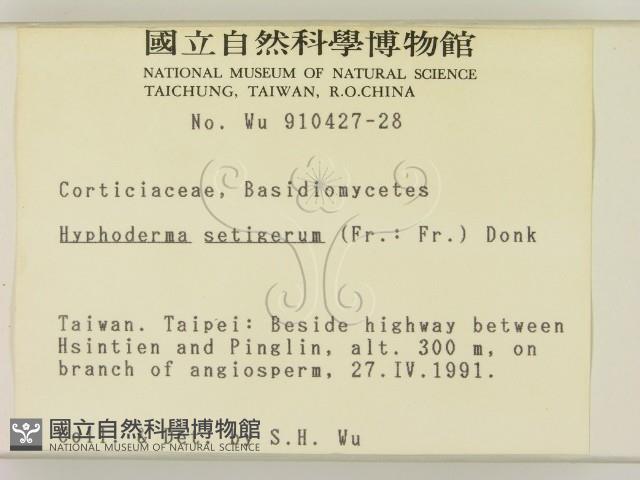 國立自然科學博物館
NATIONAL MUSEUM OF NATURAL SCIENCE
TAICHUNG, TAIWAN, R.O.CHINA
No. Wu 910427-28
Corticiaceae, Basidiomycetes
Hyphoderma setigerum (Fr.: Fr.) Donk
Taiwan. Taipei: Beside highway between
Hsintien and Pinglin, alt. 300 m, on
branch of angiosperm, 27.IV.1991.
Coll. & Det. by S.H. Wu
國立自然科學博物館
NATIONAL MUSEUM OF NATURAL SCIENCE